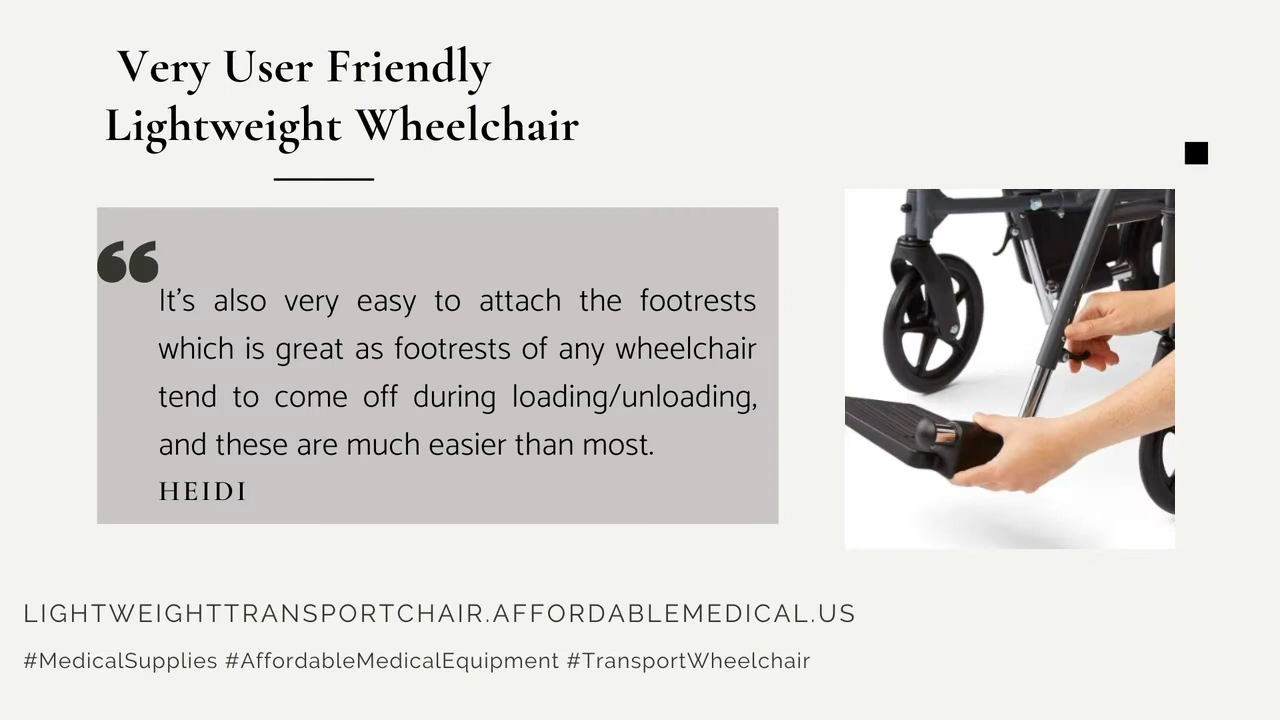 Very User Friendly
Lightweight Wheelchair
“
It’s also very easy to attach the footrests
which is great as footrests of any wheelchair
tend to come off during loading/unloading,
and these are much easier than most.
HEIDI
LIGHTWEIGHTTRANSPORTCHAIR.AFFORDABLEMEDICAL.US
#MedicalSupplies #AffordableMedicalEquipment #TransportWheelchair